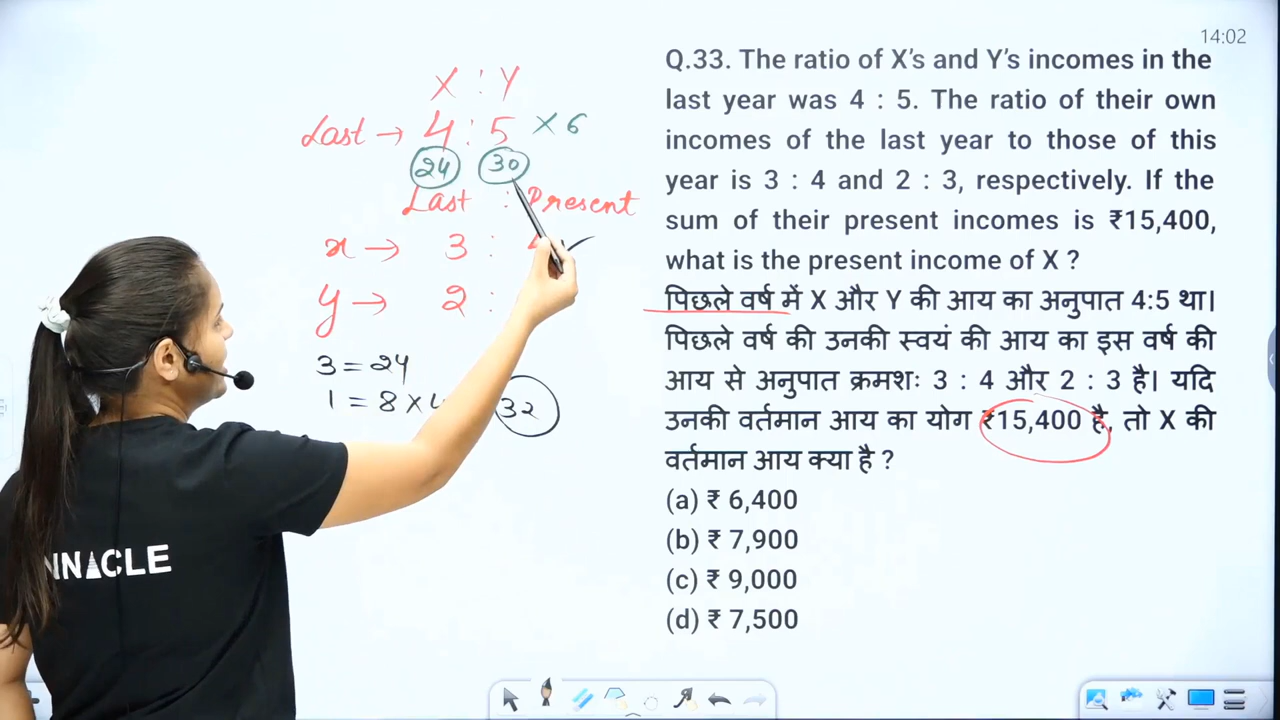 14:02
X : Y
Last → 4 : 5 × 6
24 30
Last : Present
x → 3 :
y → 2 :
3 = 24
1 = 8 × 4 32
NNACLE
Q.33. The ratio of X's and Y's incomes in the
last year was 4 : 5. The ratio of their own
incomes of the last year to those of this
year is 3 : 4 and 2 : 3, respectively. If the
sum of their present incomes is ₹15,400,
what is the present income of X ?
पिछले वर्ष में X और Y की आय का अनुपात 4:5 था।
पिछले वर्ष की उनकी स्वयं की आय का इस वर्ष की
आय से अनुपात क्रमशः 3 : 4 और 2 : 3 है। यदि
उनकी वर्तमान आय का योग ₹15,400 है, तो X की
वर्तमान आय क्या है ?
(a) ₹ 6,400
(b) ₹ 7,900
(c) ₹ 9,000
(d) ₹ 7,500